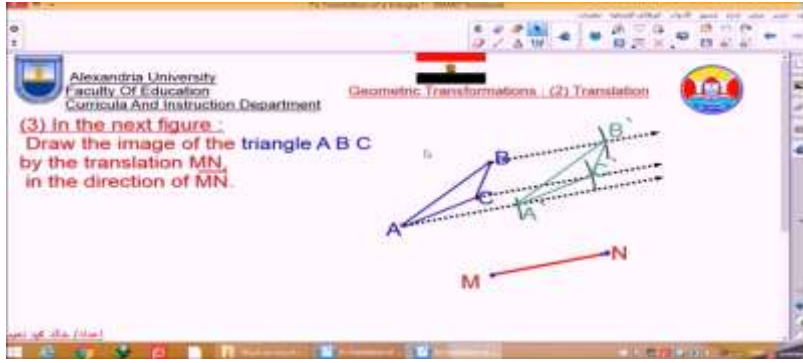 Alexandria University
Faculty Of Education
Curricula And Instruction Department
Geometric Transformations : (2) Translation
(3) In the next figure :
Draw the image of the triangle A B C
by the translation MN,
in the direction of MN.
B
B`
C
C`
A
A`
M
N